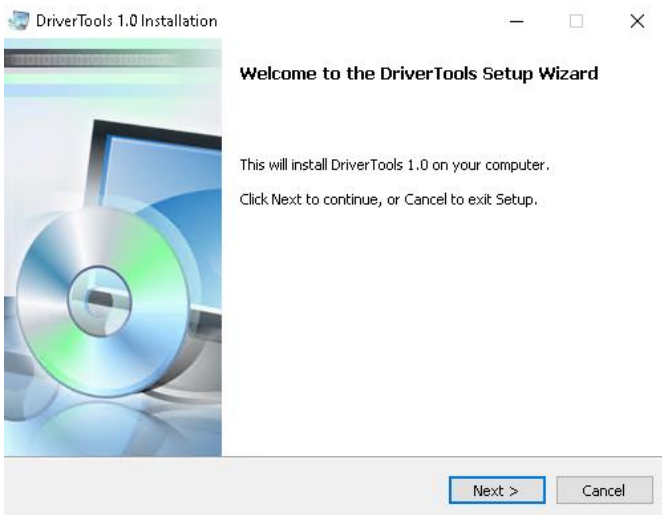 DriverTools 1.0 Installation
Welcome to the DriverTools Setup Wizard
This will install DriverTools 1.0 on your computer.
Click Next to continue, or Cancel to exit Setup.
Next >
Cancel